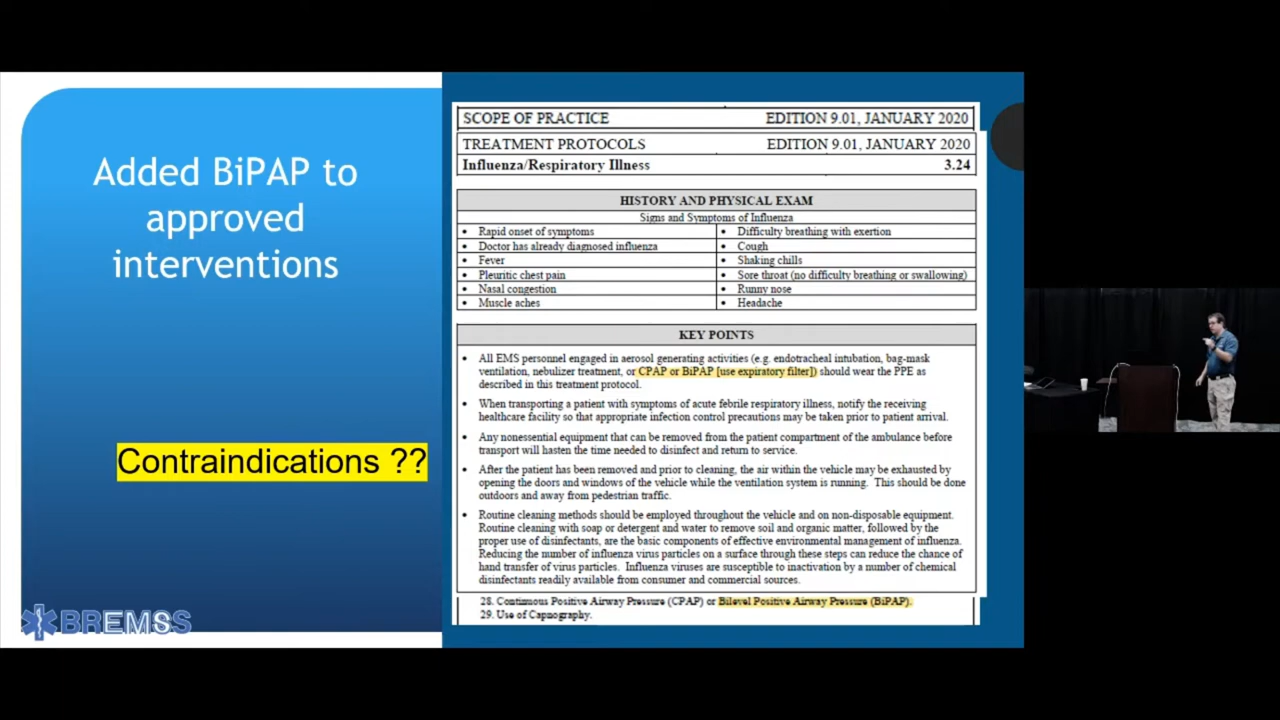 Added BiPAP to
approved
interventions
Contraindications ??
BREMSS
SCOPE OF PRACTICE EDITION 9.01, JANUARY 2020
TREATMENT PROTOCOLS EDITION 9.01, JANUARY 2020
Influenza/Respiratory Illness 3.24
HISTORY AND PHYSICAL EXAM
Signs and Symptoms of Influenza
• Rapid onset of symptoms • Difficulty breathing with exertion
• Doctor has already diagnosed influenza • Cough
• Fever • Shaking chills
• Pleuritic chest pain • Sore throat (no difficulty breathing or swallowing)
• Nasal congestion • Runny nose
• Muscle aches • Headache
KEY POINTS
• All EMS personnel engaged in aerosol generating activities (e.g. endotracheal intubation, bag-mask
ventilation, nebulizer treatment, or CPAP or BiPAP [use expiratory filter]) should wear the PPE as
described in this treatment protocol.
• When transporting a patient with symptoms of acute febrile respiratory illness, notify the receiving
healthcare facility so that appropriate infection control precautions may be taken prior to patient arrival.
• Any nonessential equipment that can be removed from the patient compartment of the ambulance before
transport will hasten the time needed to disinfect and return to service.
• After the patient has been removed and prior to cleaning, the air within the vehicle may be exhausted by
opening the doors and windows of the vehicle while the ventilation system is running. This should be done
outdoors and away from pedestrian traffic.
• Routine cleaning methods should be employed throughout the vehicle and on non-disposable equipment.
Routine cleaning with soap or detergent and water to remove soil and organic matter, followed by the
proper use of disinfectants, are the basic components of effective environmental management of influenza.
Reducing the number of influenza virus particles on a surface through these steps can reduce the chance of
hand transfer of virus particles. Influenza viruses are susceptible to inactivation by a number of chemical
disinfectants readily available from consumer and commercial sources.
28. Continuous Positive Airway Pressure (CPAP) or Bilevel Positive Airway Pressure (BiPAP).
29. Use of Capnography.